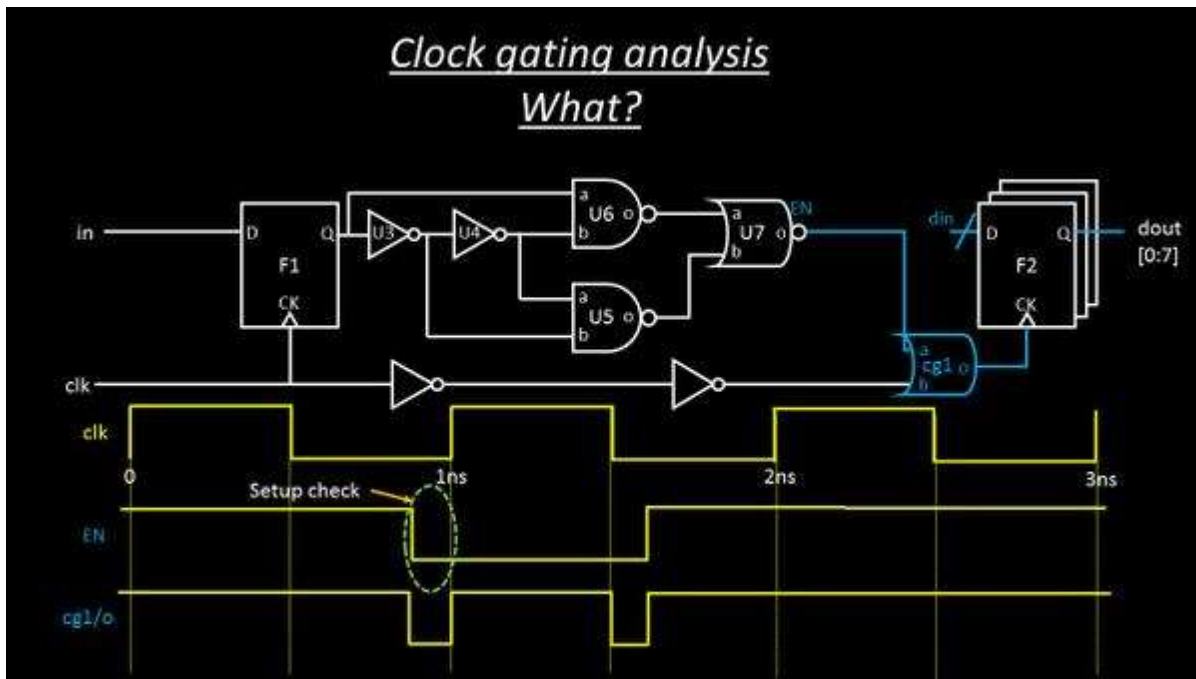 Clock gating analysis
What?
in
D
Q
F1
CK
U3
U4
a
b
U6
o
a
b
U5
o
a
b
U7
o
EN
din
D
Q
F2
CK
dout
[0:7]
a
cg1
o
b
clk
clk
0
1ns
2ns
3ns
Setup check
EN
cg1/o